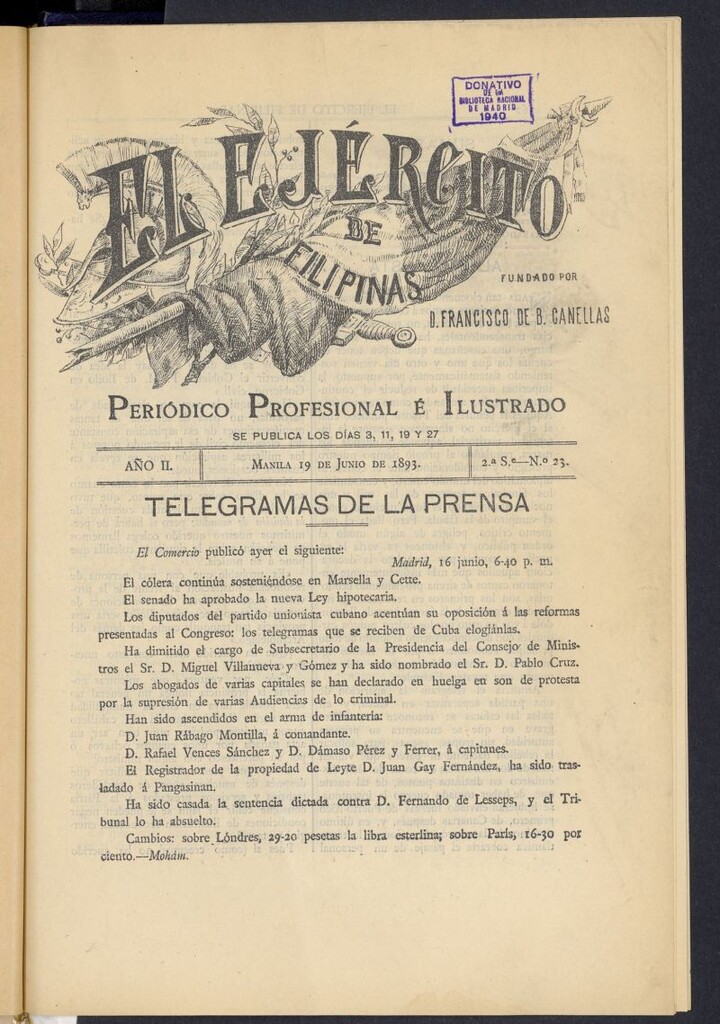 DONATIVO
DE LA
BIBLIOTECA NACIONAL
DE MADRID
1940
EL EJÉRCITO
DE
FILIPINAS
FUNDADO POR
D. FRANCISCO DE B. CANELLAS
PERIÓDICO PROFESIONAL É ILUSTRADO
SE PUBLICA LOS DÍAS 3, 11, 19 Y 27
AÑO II.
MANILA 19 DE JUNIO DE 1893.
2.ª S.e—N.º 23.
TELEGRAMAS DE LA PRENSA
El Comercio publicó ayer el siguiente:
Madrid, 16 junio, 6-40 p. m.
El cólera continúa sosteniéndose en Marsella y Cette.
El senado ha aprobado la nueva Ley hipotecaria.
Los diputados del partido unionista cubano acentúan su oposición á las reformas
presentadas al Congreso: los telegramas que se reciben de Cuba elogiánlas.
Ha dimitido el cargo de Subsecretario de la Presidencia del Consejo de Minis-
tros el Sr. D. Miguel Villanueva y Gómez y ha sido nombrado el Sr. D. Pablo Cruz.
Los abogados de varias capitales se han declarado en huelga en son de protesta
por la supresión de varias Audiencias de lo criminal.
Han sido ascendidos en el arma de infantería:
D. Juan Rábago Montilla, á comandante.
D. Rafael Vences Sánchez y D. Dámaso Pérez y Ferrer, á capitanes.
El Registrador de la propiedad de Leyte D. Juan Gay Fernández, ha sido tras-
ladado á Pangasinan.
Ha sido casada la sentencia dictada contra D. Fernando de Lesseps, y el Tri-
bunal lo ha absuelto.
Cambios: sobre Lóndres, 29-20 pesetas la libra esterlina; sobre París, 16-30 por
ciento.—Mohám.